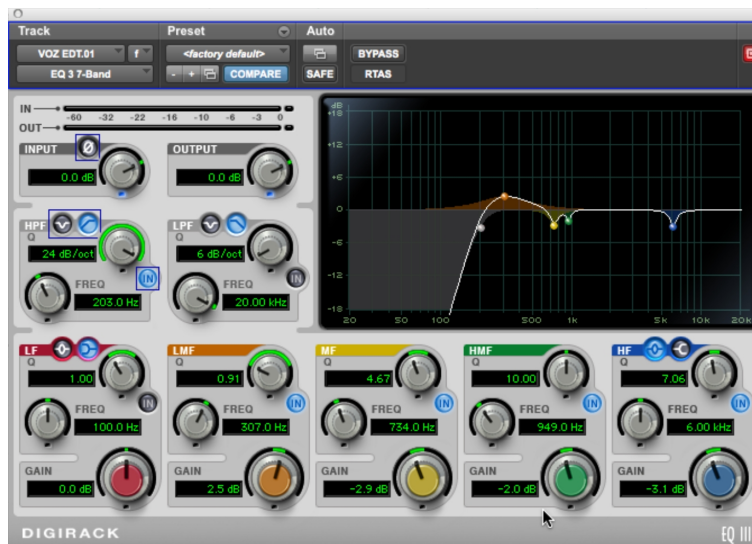 Track
Preset
Auto
VOZ EDT.01
f
<factory default>
BYPASS
EQ 3 7-Band
- +
COMPARE
SAFE
RTAS
IN
-60 -32 -22 -16 -10 -6 -3 0
OUT
INPUT
Ø
0.0 dB
OUTPUT
0.0 dB
HPF
Q
24 dB/oct
IN
FREQ
203.0 Hz
LPF
Q
6 dB/oct
IN
FREQ
20.00 kHz
dB
+18
+12
+6
0
-6
-12
-18
20 50 100 500 1k 5k 10k 20k
LF
Q
1.00
IN
FREQ
100.0 Hz
GAIN
0.0 dB
LMF
Q
0.91
IN
FREQ
307.0 Hz
GAIN
2.5 dB
MF
Q
4.67
IN
FREQ
734.0 Hz
GAIN
-2.9 dB
HMF
Q
10.00
IN
FREQ
949.0 Hz
GAIN
-2.0 dB
HF
Q
7.06
IN
FREQ
6.00 kHz
GAIN
-3.1 dB
DIGIRACK
EQ III